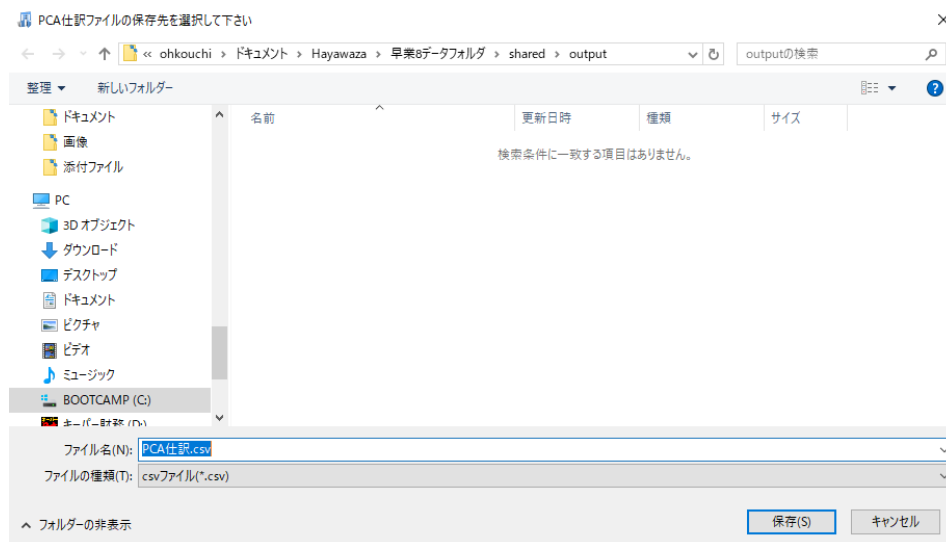 PCA仕訳ファイルの保存先を選択して下さい
« ohkouchi › ドキュメント › Hayawaza › 早業8データフォルダ › shared › output
outputの検索
整理
新しいフォルダー
名前 更新日時 種類 サイズ
検索条件に一致する項目はありません。
ドキュメント
画像
添付ファイル
PC
3D オブジェクト
ダウンロード
デスクトップ
ドキュメント
ピクチャ
ビデオ
ミュージック
BOOTCAMP (C:)
キーパー財務 (D:)
ファイル名(N): PCA仕訳.csv
ファイルの種類(T): csvファイル(*.csv)
フォルダーの非表示
保存(S)
キャンセル